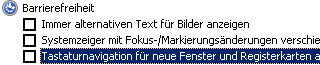 Barrierefreiheit
Immer alternativen Text für Bilder anzeigen
Systemzeiger mit Fokus-/Markierungsänderungen verschie
Tastaturnavigation für neue Fenster und Registerkarten a